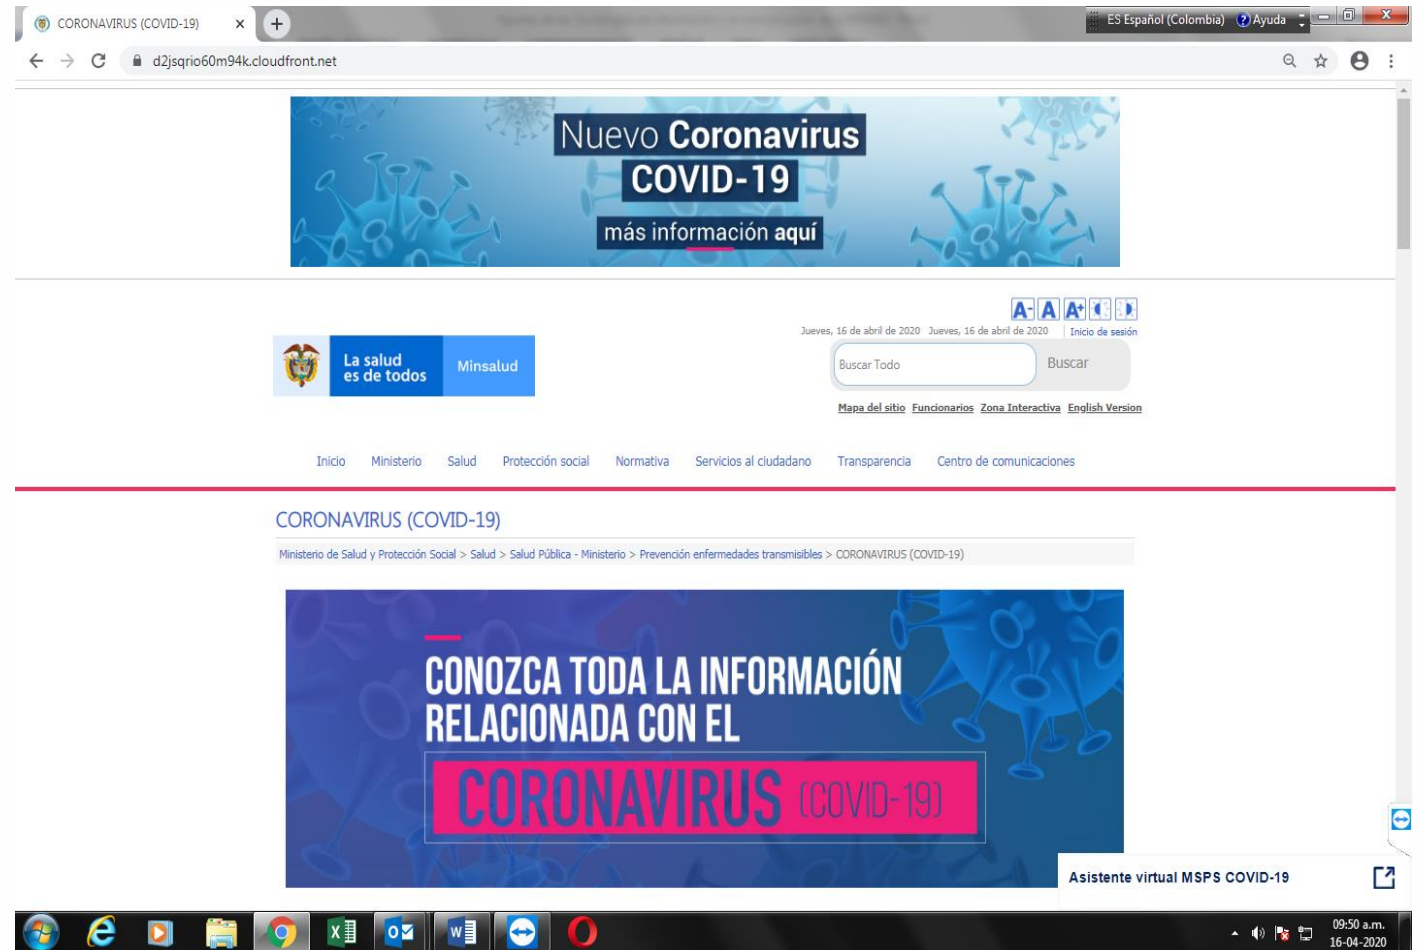 CORONAVIRUS (COVID-19)
ES Español (Colombia) Ayuda
d2jsqrio60m94k.cloudfront.net
Nuevo Coronavirus
COVID-19
más información aquí
A- A A+
Jueves, 16 de abril de 2020 Jueves, 16 de abril de 2020 Inicio de sesión
La salud
es de todos
Minsalud
Buscar Todo Buscar
Mapa del sitio Funcionarios Zona Interactiva English Version
Inicio Ministerio Salud Protección social Normativa Servicios al ciudadano Transparencia Centro de comunicaciones
CORONAVIRUS (COVID-19)
Ministerio de Salud y Protección Social > Salud > Salud Pública - Ministerio > Prevención enfermedades transmisibles > CORONAVIRUS (COVID-19)
CONOZCA TODA LA INFORMACIÓN
RELACIONADA CON EL
CORONAVIRUS (COVID-19)
Asistente virtual MSPS COVID-19
09:50 a.m.
16-04-2020